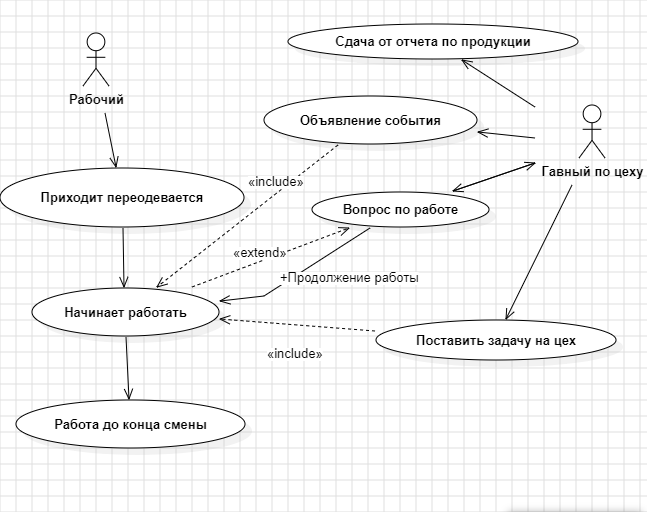 Сдача от отчета по продукции
Рабочий
Объявление события
Гавный по цеху
«include»
Приходит переодевается
Вопрос по работе
«extend»
+Продолжение работы
Начинает работать
Поставить задачу на цех
«include»
Работа до конца смены